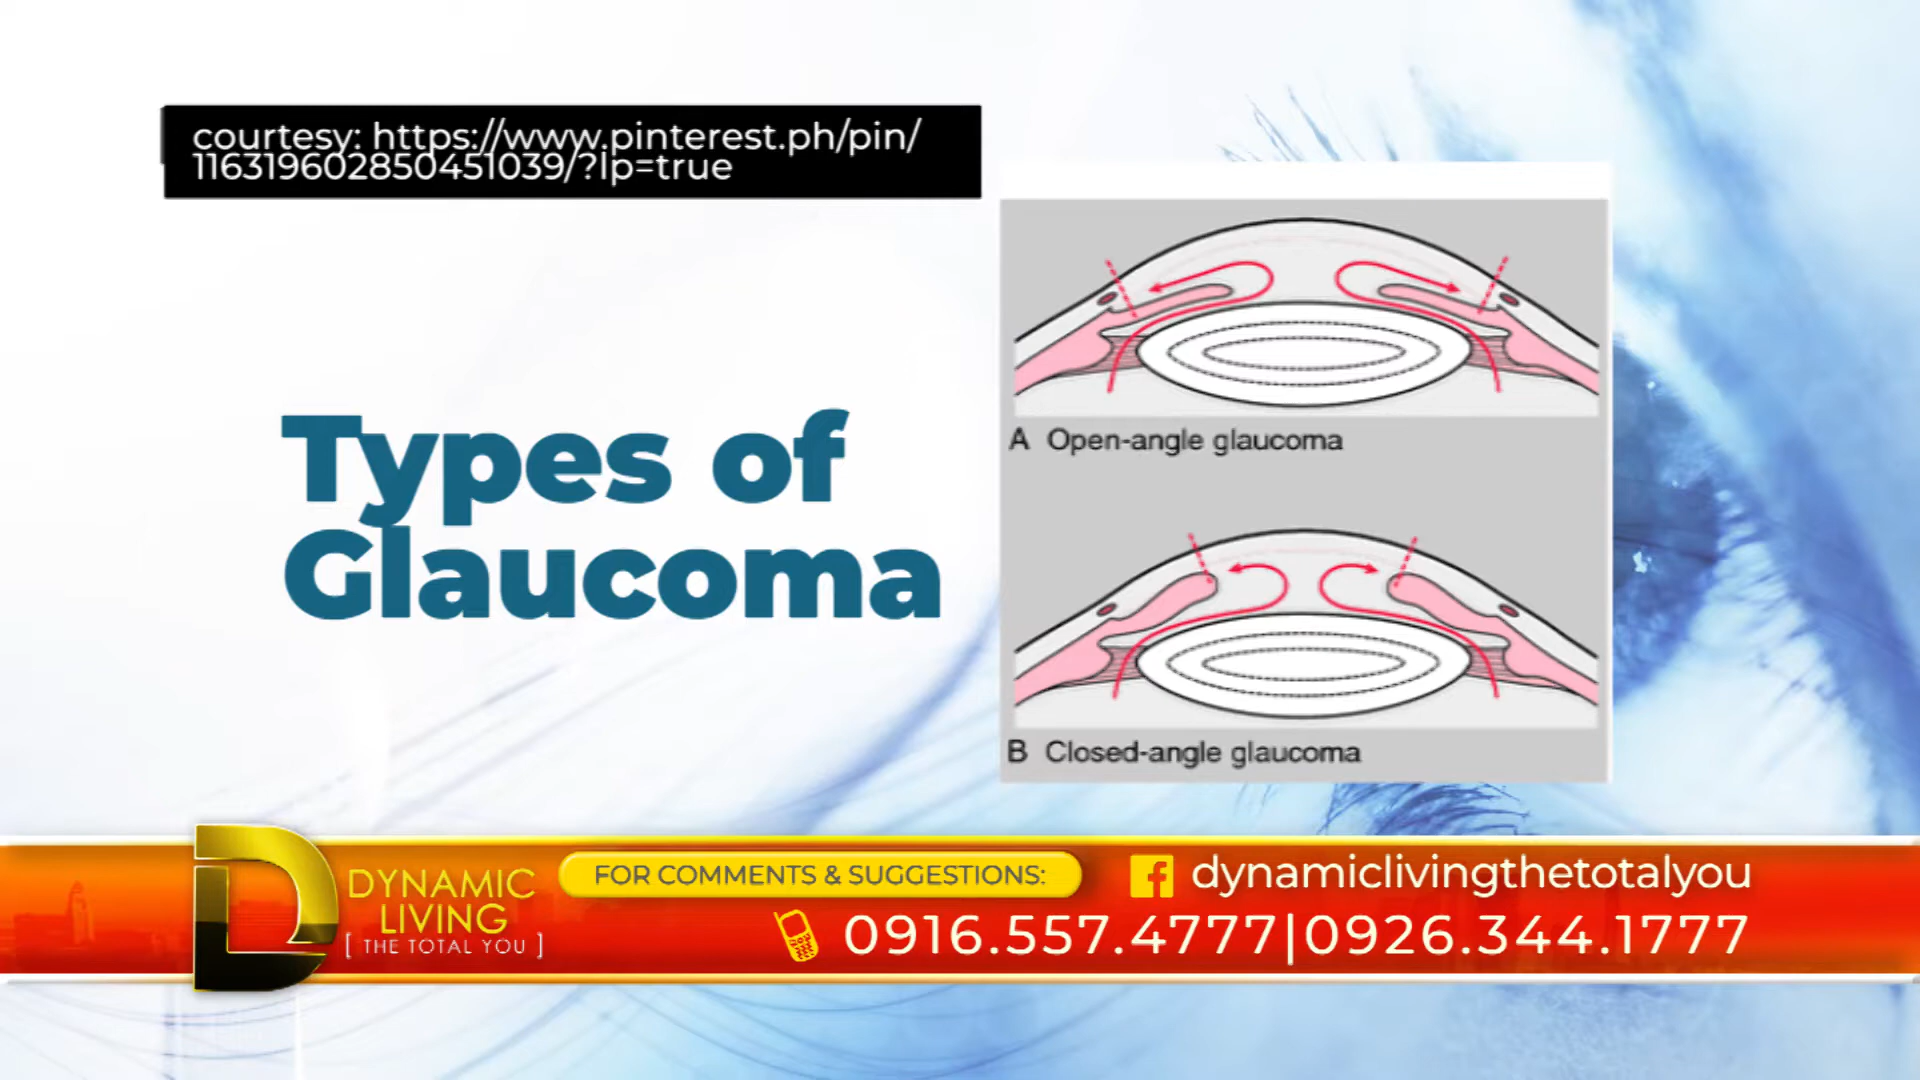 courtesy: https://www.pinterest.ph/pin/
116319602850451039/?lp=true
Types of
Glaucoma
A Open-angle glaucoma
B Closed-angle glaucoma
DYNAMIC
LIVING
[ THE TOTAL YOU ]
FOR COMMENTS & SUGGESTIONS:
dynamiclivingthetotalyou
0916.557.4777|0926.344.1777